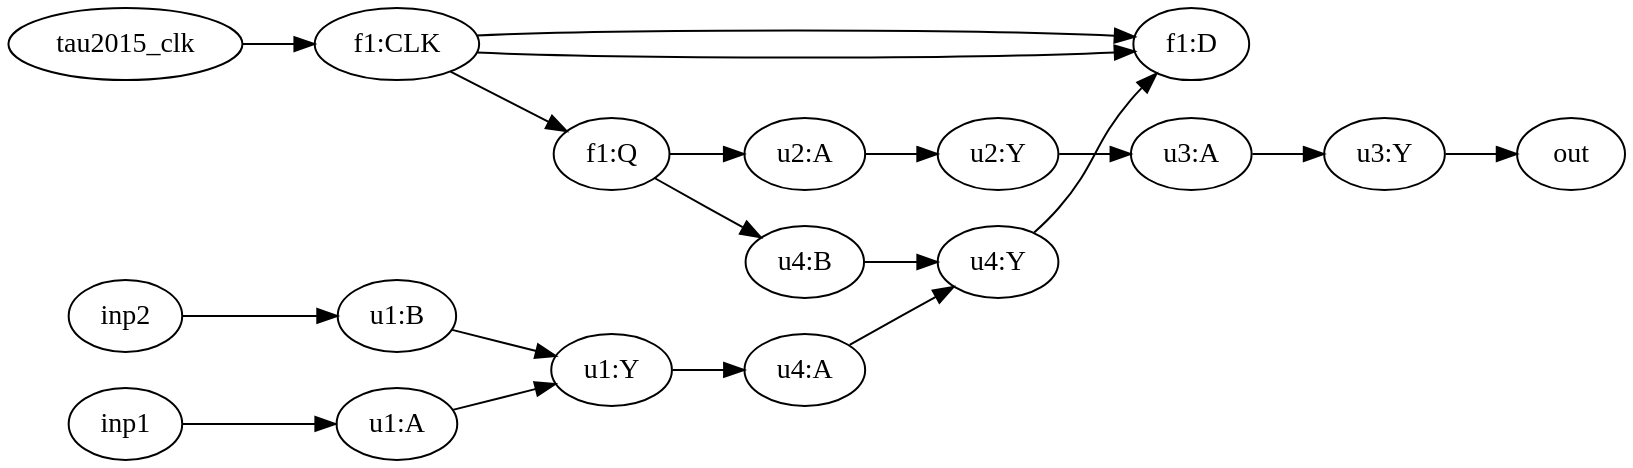 tau2015_clk
f1:CLK
f1:D
f1:Q
u2:A
u2:Y
u3:A
u3:Y
out
u4:B
u4:Y
inp2
u1:B
u1:Y
u4:A
inp1
u1:A